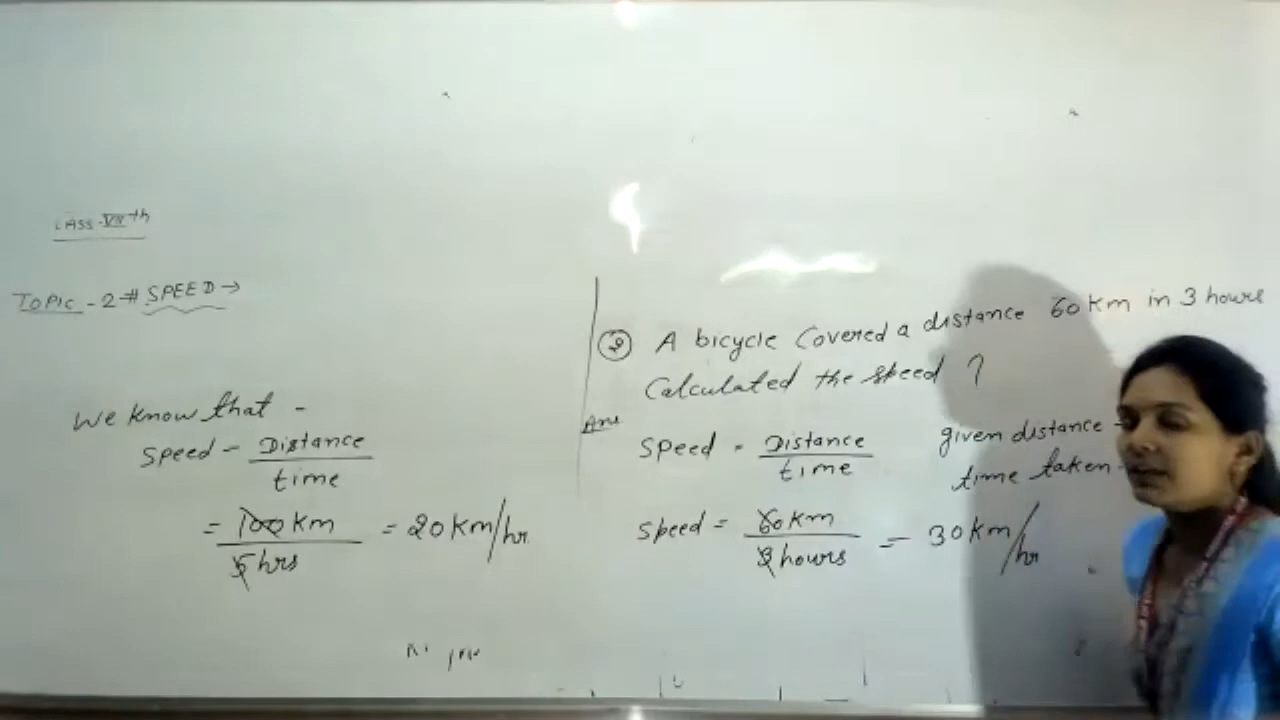 CLASS-VIIth
TOPIC-2 # SPEED→
We know that -
Speed - Distance
time
= 100 km
5 hrs
= 20 km/hr
② A bicycle Covered a distance 60 km in 3 hours
Calculated the speed ?
Ans
Speed = Distance
time
given distance -
time taken -
Speed = 60 km
3 hours
= 30 km/hr